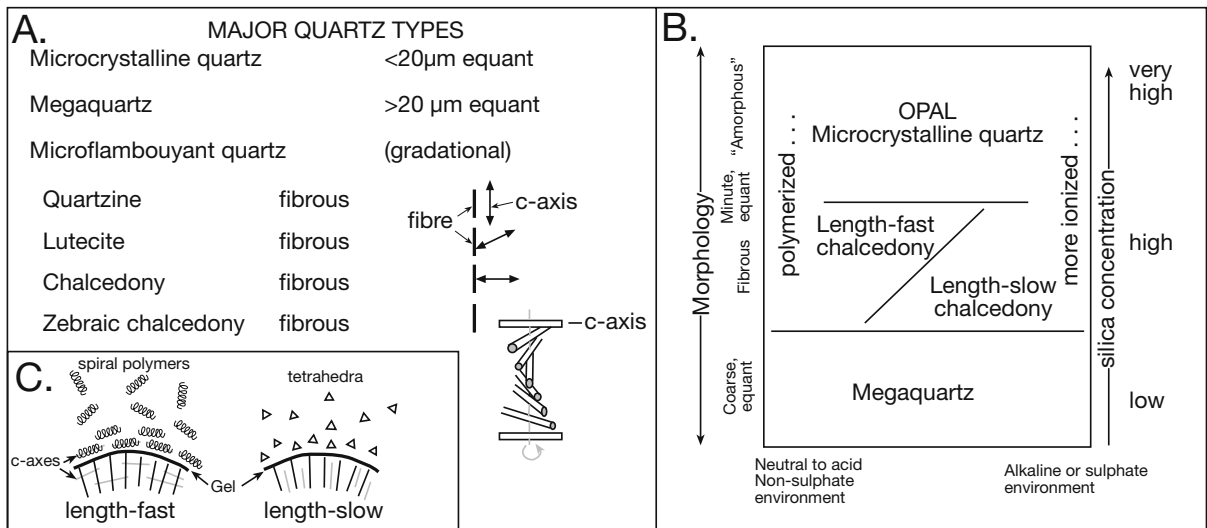 A.
MAJOR QUARTZ TYPES
Microcrystalline quartz <20µm equant
Megaquartz >20 µm equant
Microflambouyant quartz (gradational)
Quartzine fibrous
fibre
c-axis
Lutecite fibrous
Chalcedony fibrous
Zebraic chalcedony fibrous
c-axis
B.
Morphology
"Amorphous"
Minute,
equant
Fibrous
Coarse,
equant
polymerized . . .
OPAL
Microcrystalline quartz
Length-fast
chalcedony
Length-slow
chalcedony
Megaquartz
more ionized . . .
silica concentration
very
high
high
low
Neutral to acid
Non-sulphate
environment
Alkaline or sulphate
environment
C.
spiral polymers
tetrahedra
c-axes
Gel
length-fast
length-slow